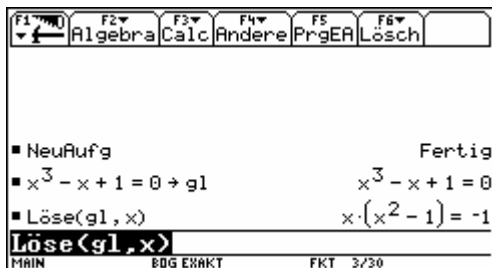 F1 F2 F3 F4 F5 F6
Algebra Calc Andere PrgEA Lösch
▪ NeuAufg Fertig
▪ x³ - x + 1 = 0 → gl x³ - x + 1 = 0
▪ Löse(gl, x) x·(x² - 1) = -1
Löse(gl,x)
MAIN BOG EXAKT FKT 3/30